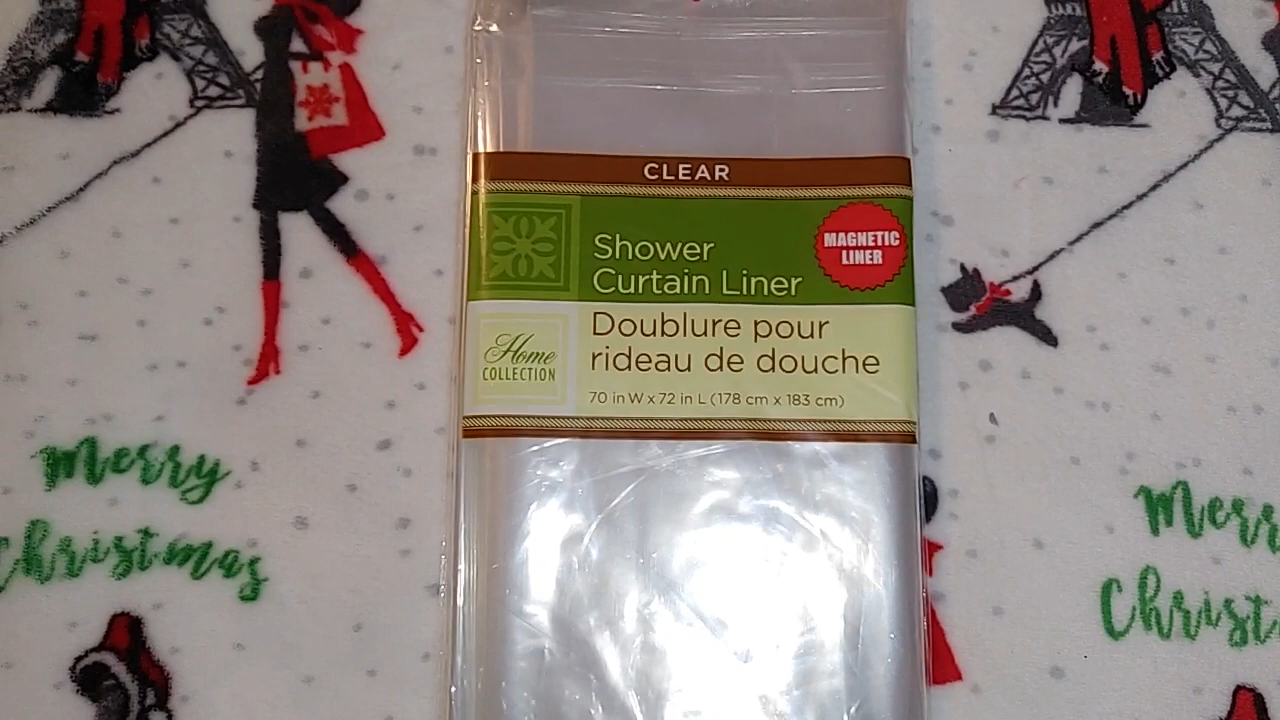 CLEAR
Shower
Curtain Liner
MAGNETIC
LINER
Doublure pour
rideau de douche
70 in W x 72 in L (178 cm x 183 cm)
Home
COLLECTION
Merry
Christmas
Merr
Christ